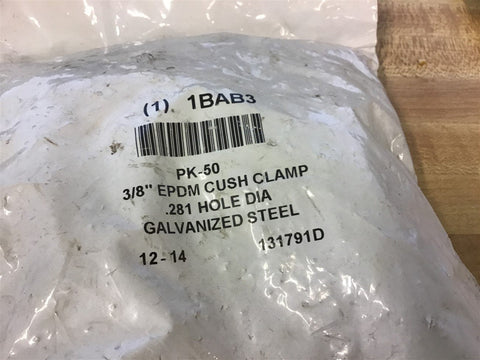 (1) 1BAB3
PK-50
3/8" EPDM CUSH CLAMP
.281 HOLE DIA
GALVANIZED STEEL
12-14 131791D